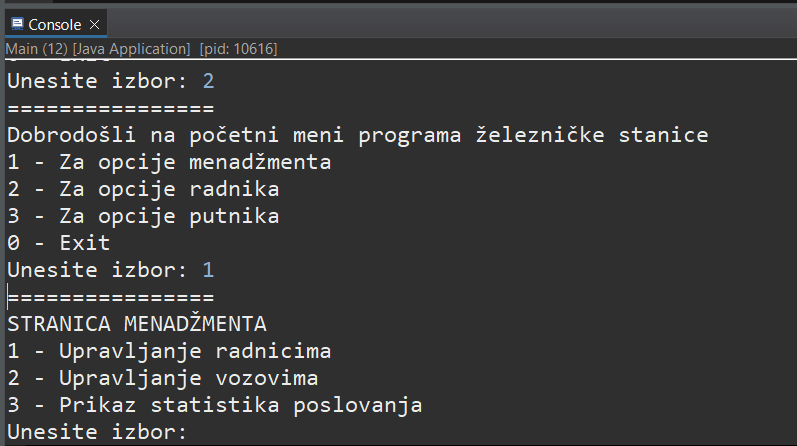 Console
Main (12) [Java Application] [pid: 10616]
Unesite izbor: 2
================
Dobrodošli na početni meni programa železničke stanice
1 - Za opcije menadžmenta
2 - Za opcije radnika
3 - Za opcije putnika
0 - Exit
Unesite izbor: 1
================
STRANICA MENADŽMENTA
1 - Upravljanje radnicima
2 - Upravljanje vozovima
3 - Prikaz statistika poslovanja
Unesite izbor: